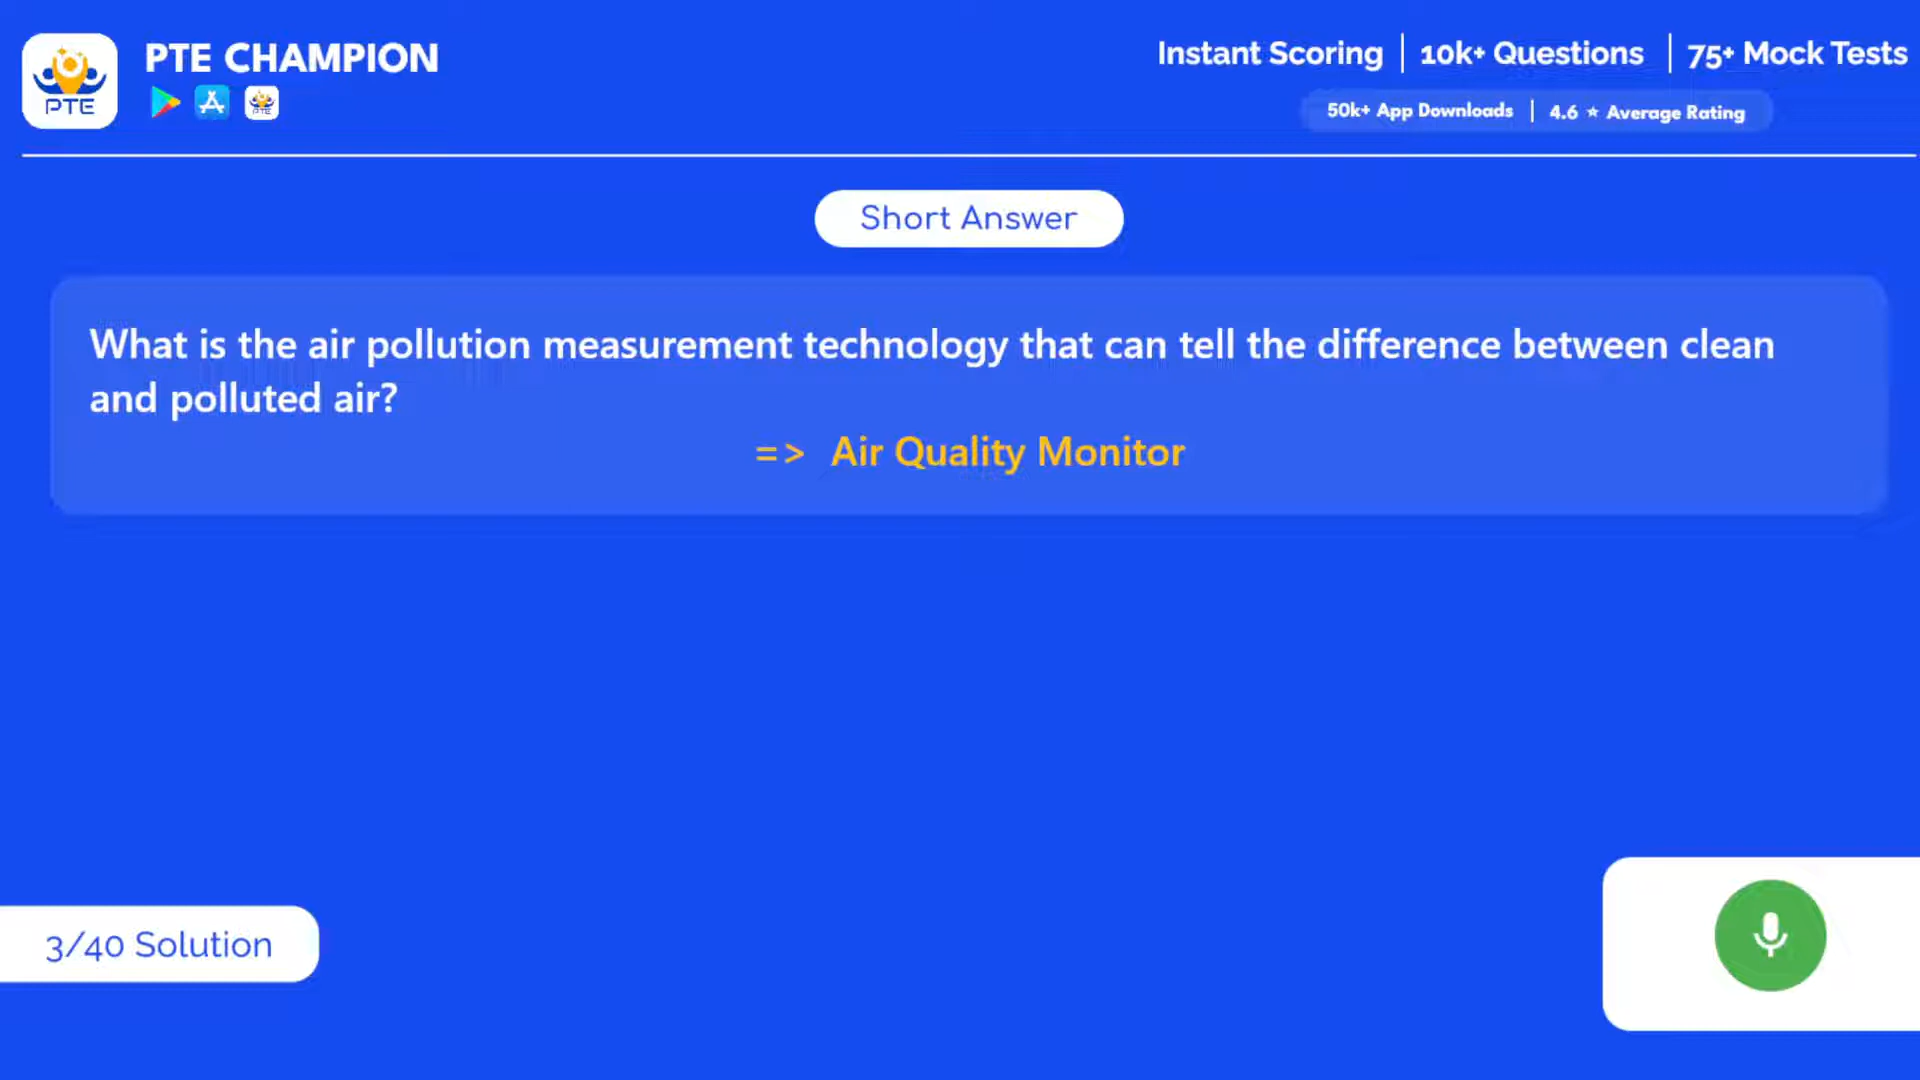 PTE CHAMPION
PTE
PTE
Instant Scoring | 10k+ Questions | 75+ Mock Tests
50k+ App Downloads | 4.6 ★ Average Rating
Short Answer
What is the air pollution measurement technology that can tell the difference between clean
and polluted air?
=> Air Quality Monitor
3/40 Solution